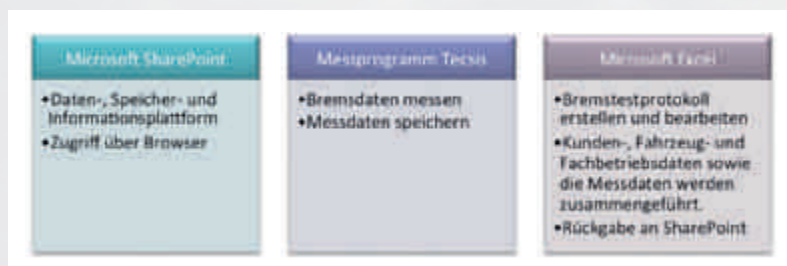 Microsoft SharePoint
•Daten-, Speicher- und
Informationsplattform
•Zugriff über Browser
Messprogramm Tecsis
•Bremsdaten messen
•Messdaten speichern
Microsoft Excel
•Bremstestprotokoll
erstellen und bearbeiten
•Kunden-, Fahrzeug- und
Fachbetriebsdaten sowie
die Messdaten werden
zusammengeführt.
•Rückgabe an SharePoint